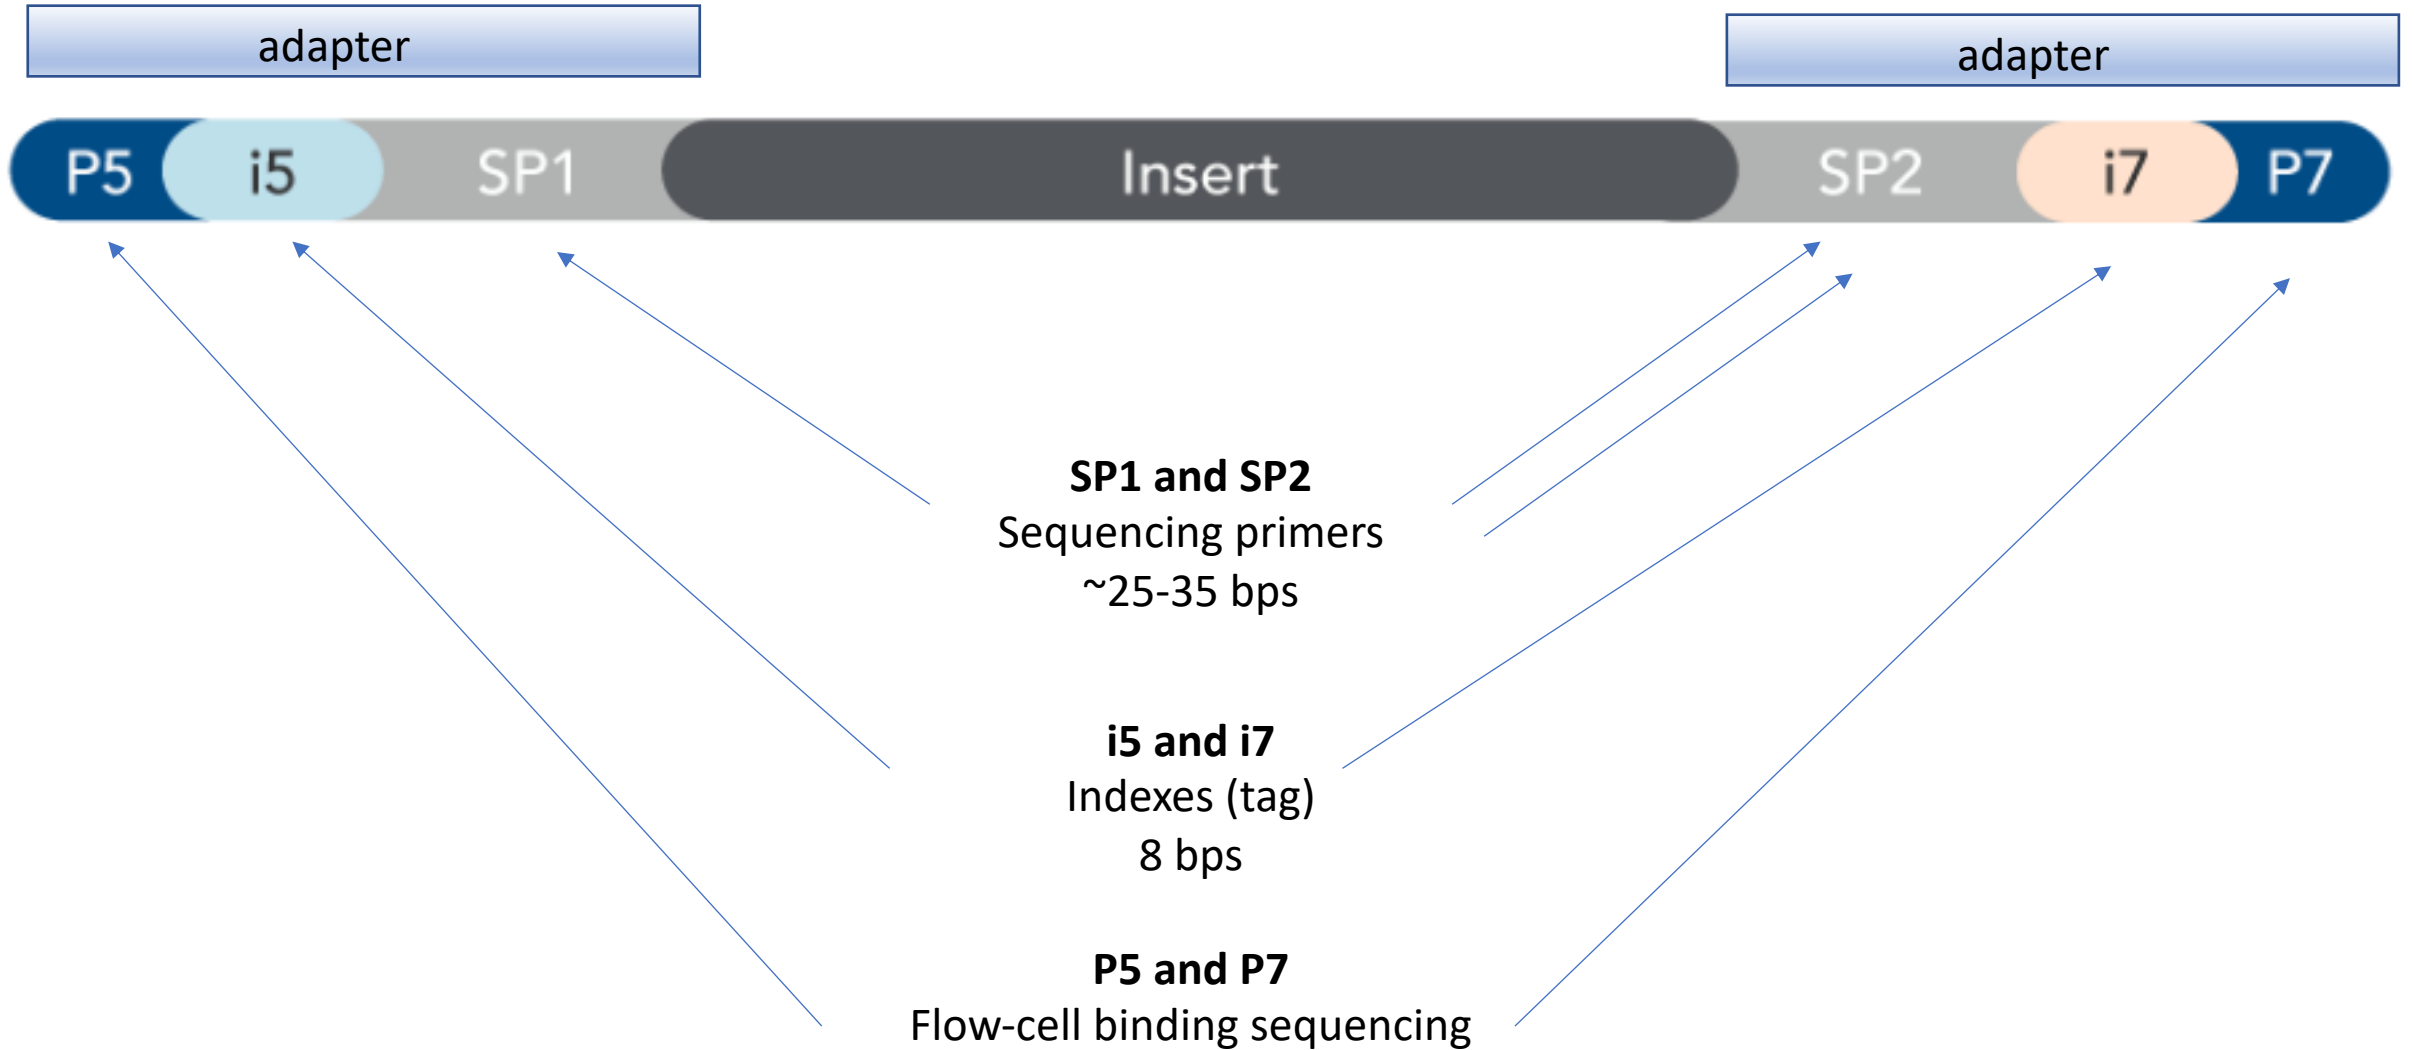 adapter
adapter
P5 i5 SP1 Insert SP2 i7 P7
SP1 and SP2
Sequencing primers
~25-35 bps
i5 and i7
Indexes (tag)
8 bps
P5 and P7
Flow-cell binding sequencing